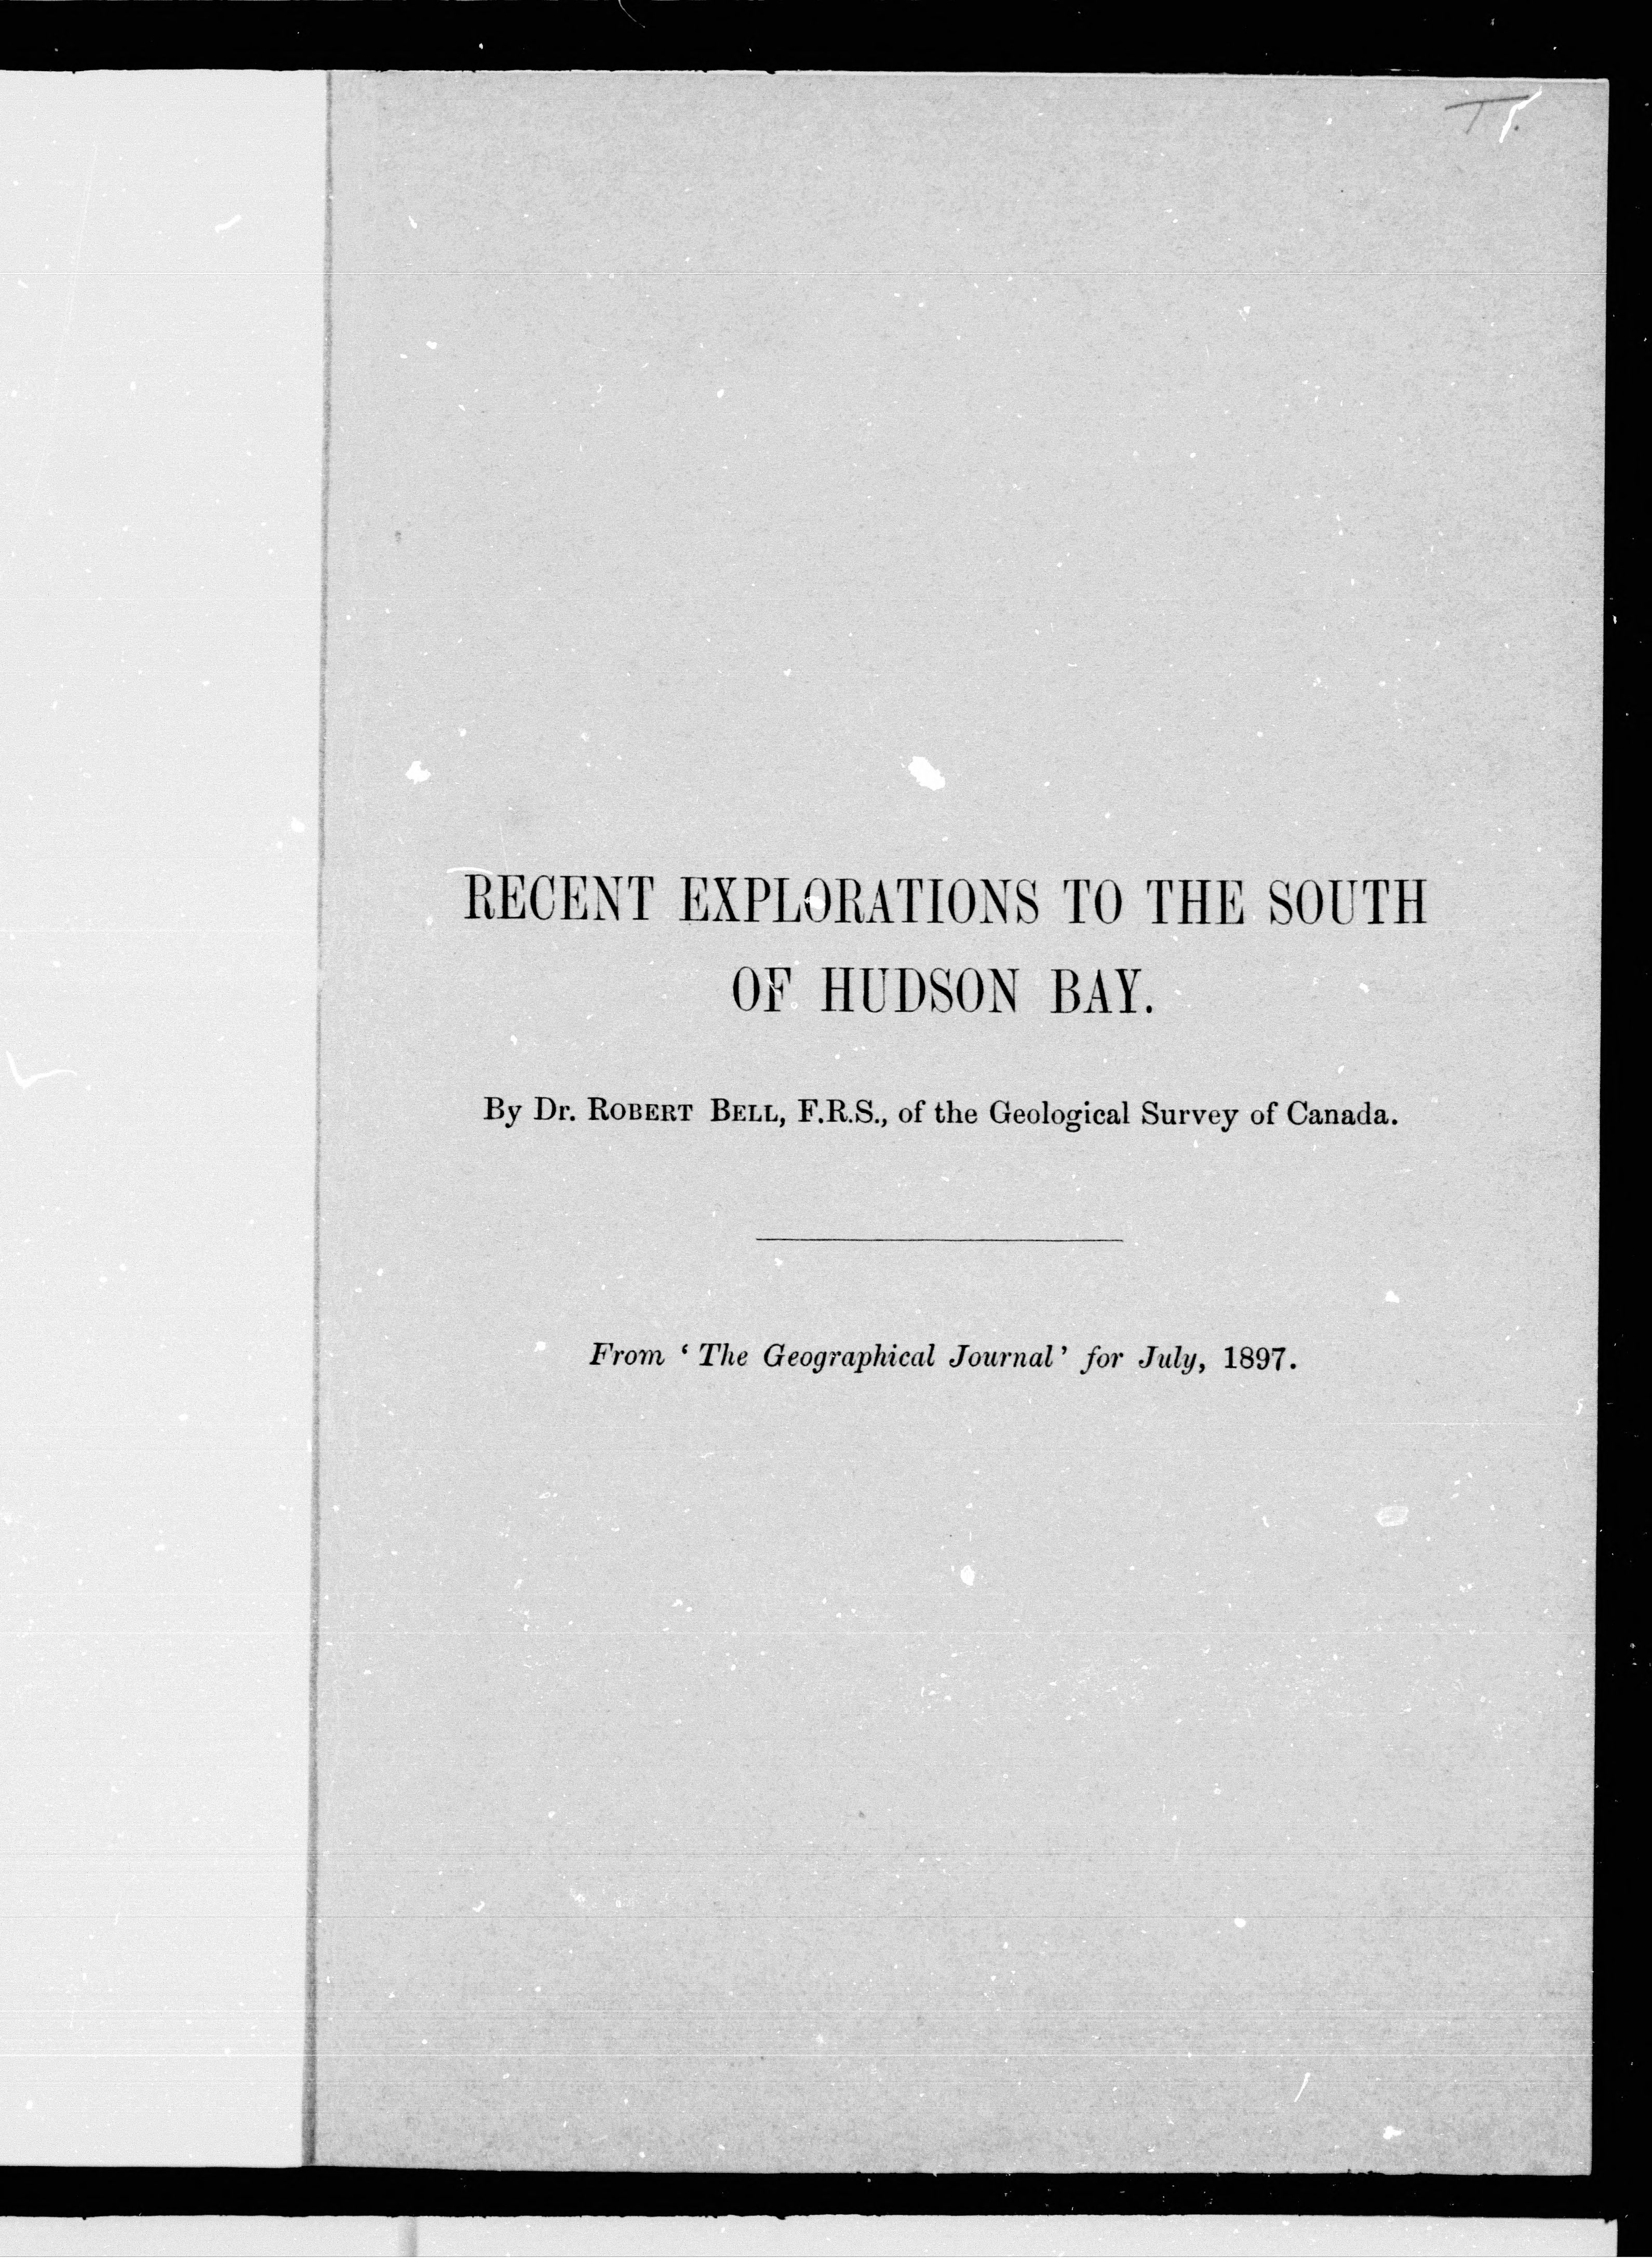 RECENT EXPLORATIONS TO THE SOUTH
OF HUDSON BAY.
By Dr. ROBERT BELL, F.R.S., of the Geological Survey of Canada.
From ‘The Geographical Journal’ for July, 1897.